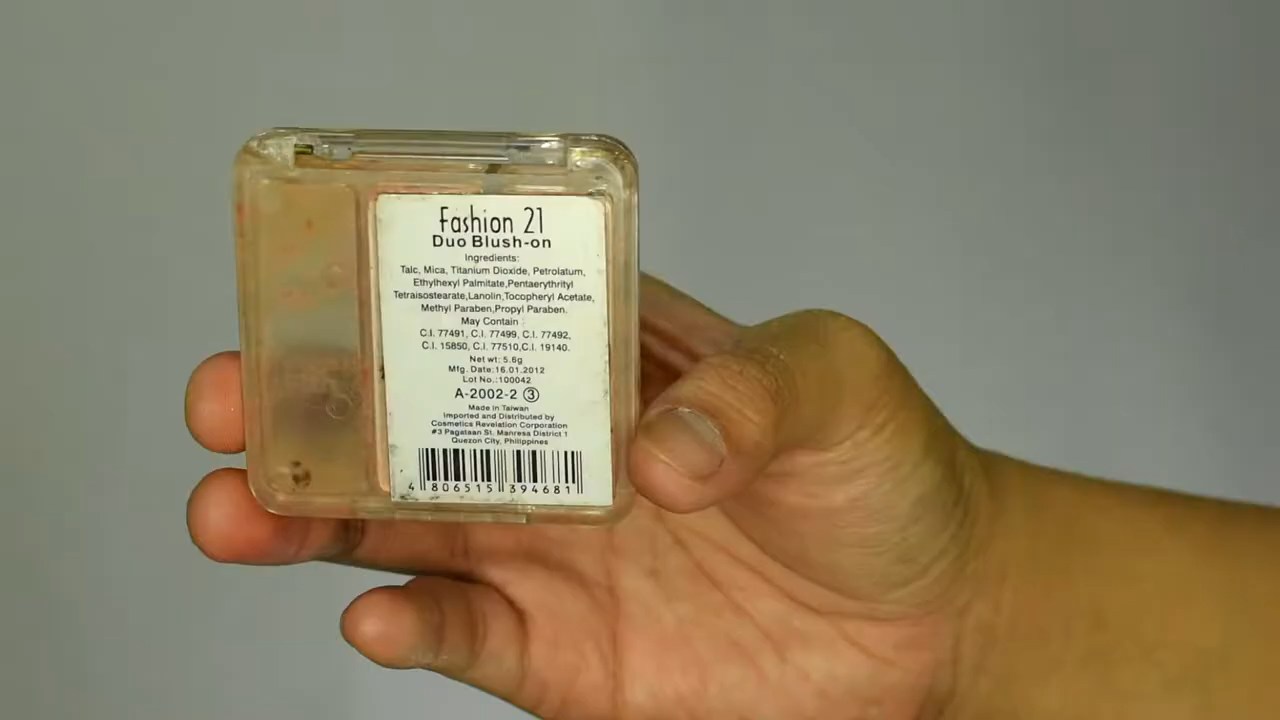 Fashion 21
Duo Blush-on
Ingredients:
Talc, Mica, Titanium Dioxide, Petrolatum,
Ethylhexyl Palmitate,Pentaerythrityl
Tetraisostearate,Lanolin,Tocopheryl Acetate,
Methyl Paraben,Propyl Paraben.
May Contain :
C.I. 77491, C.I. 77499, C.I. 77492,
C.I. 15850, C.I. 77510,C.I. 19140.
Net wt: 5.6g
Mfg. Date:16.01.2012
Lot No.:100042
A-2002-2 ③
Made in Taiwan
Imported and Distributed by
Cosmetics Revelation Corporation
#3 Pagataan St. Manresa District 1
Quezon City, Philippines
4 806515 394681